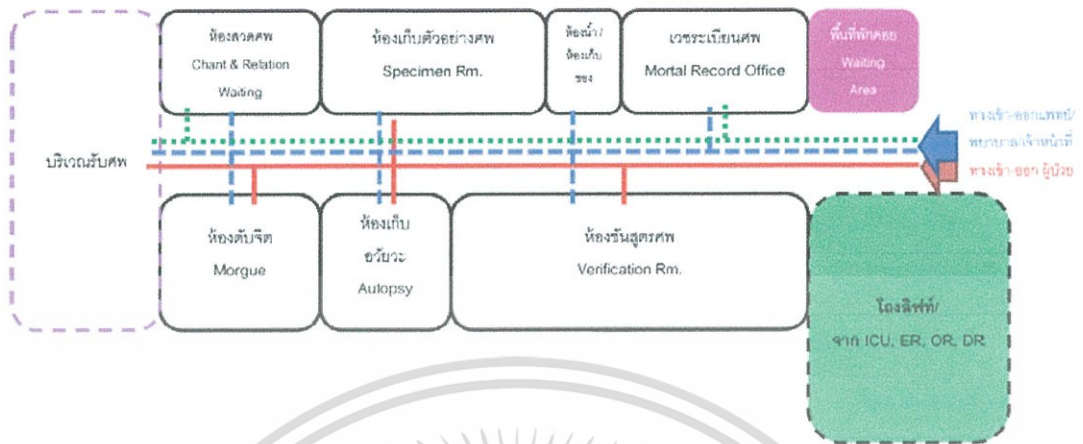 ห้องสวดศพ
Chant & Relation
Waiting
ห้องเก็บตัวอย่างศพ
Specimen Rm.
ห้องน้ำ /
ห้องเก็บ
ของ
เวชระเบียนศพ
Mortal Record Office
พื้นที่พักคอย
Waiting
Area
ทางเข้า-ออกแพทย์/
พยาบาล/เจ้าหน้าที่
ทางเข้า-ออก ผู้ป่วย
บริเวณรับศพ
ห้องดับจิต
Morgue
ห้องเก็บ
อวัยวะ
Autopsy
ห้องชันสูตรศพ
Verification Rm.
โถงลิฟท์/
จาก ICU, ER, OR, DR